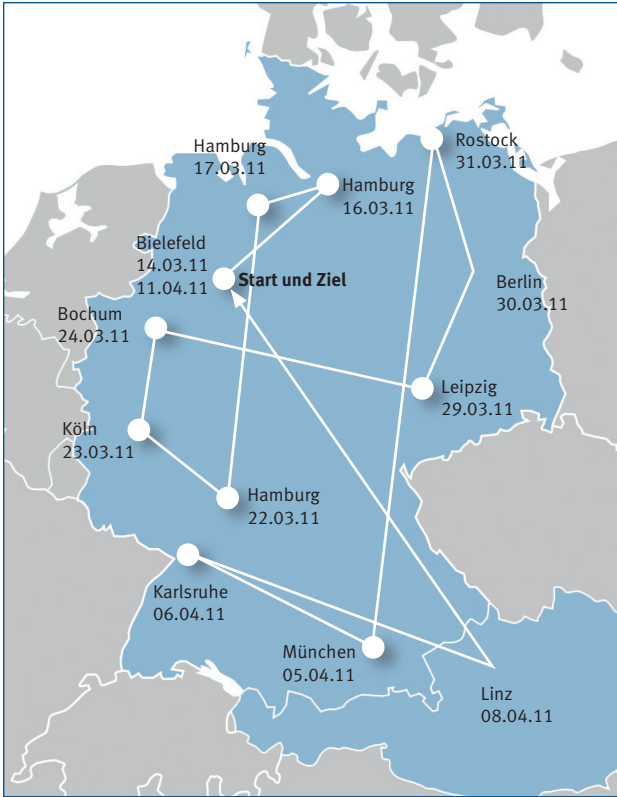 Hamburg
17.03.11
Rostock
31.03.11
Hamburg
16.03.11
Bielefeld
14.03.11
11.04.11
Start und Ziel
Berlin
30.03.11
Bochum
24.03.11
Leipzig
29.03.11
Köln
23.03.11
Hamburg
22.03.11
Karlsruhe
06.04.11
München
05.04.11
Linz
08.04.11